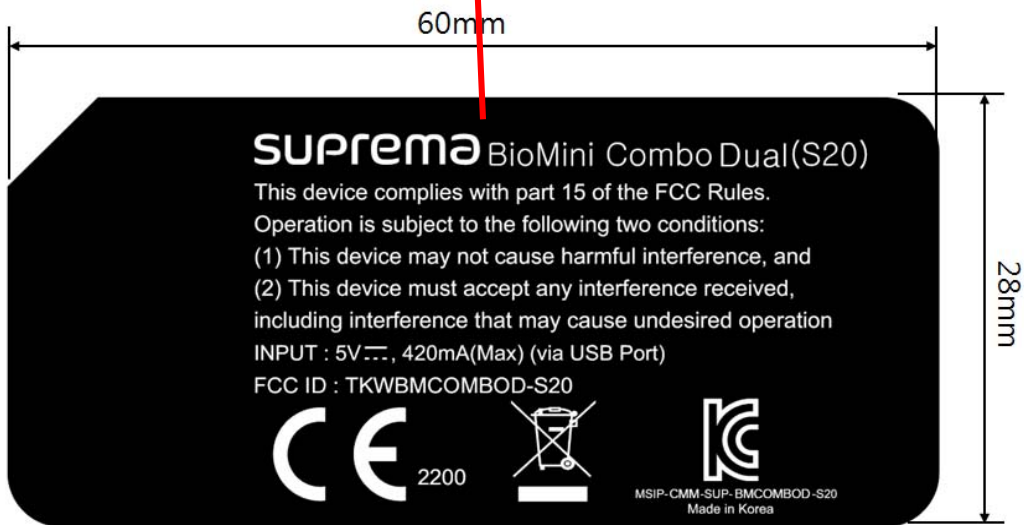 60mm
suprema BioMini Combo Dual(S20)
This device complies with part 15 of the FCC Rules.
Operation is subject to the following two conditions:
(1) This device may not cause harmful interference, and
(2) This device must accept any interference received,
including interference that may cause undesired operation
INPUT : 5V⎓, 420mA(Max) (via USB Port)
FCC ID : TKWBMCOMBOD-S20
CE 2200
KC
MSIP-CMM-SUP-BMCOMBOD-S20
Made in Korea
28mm